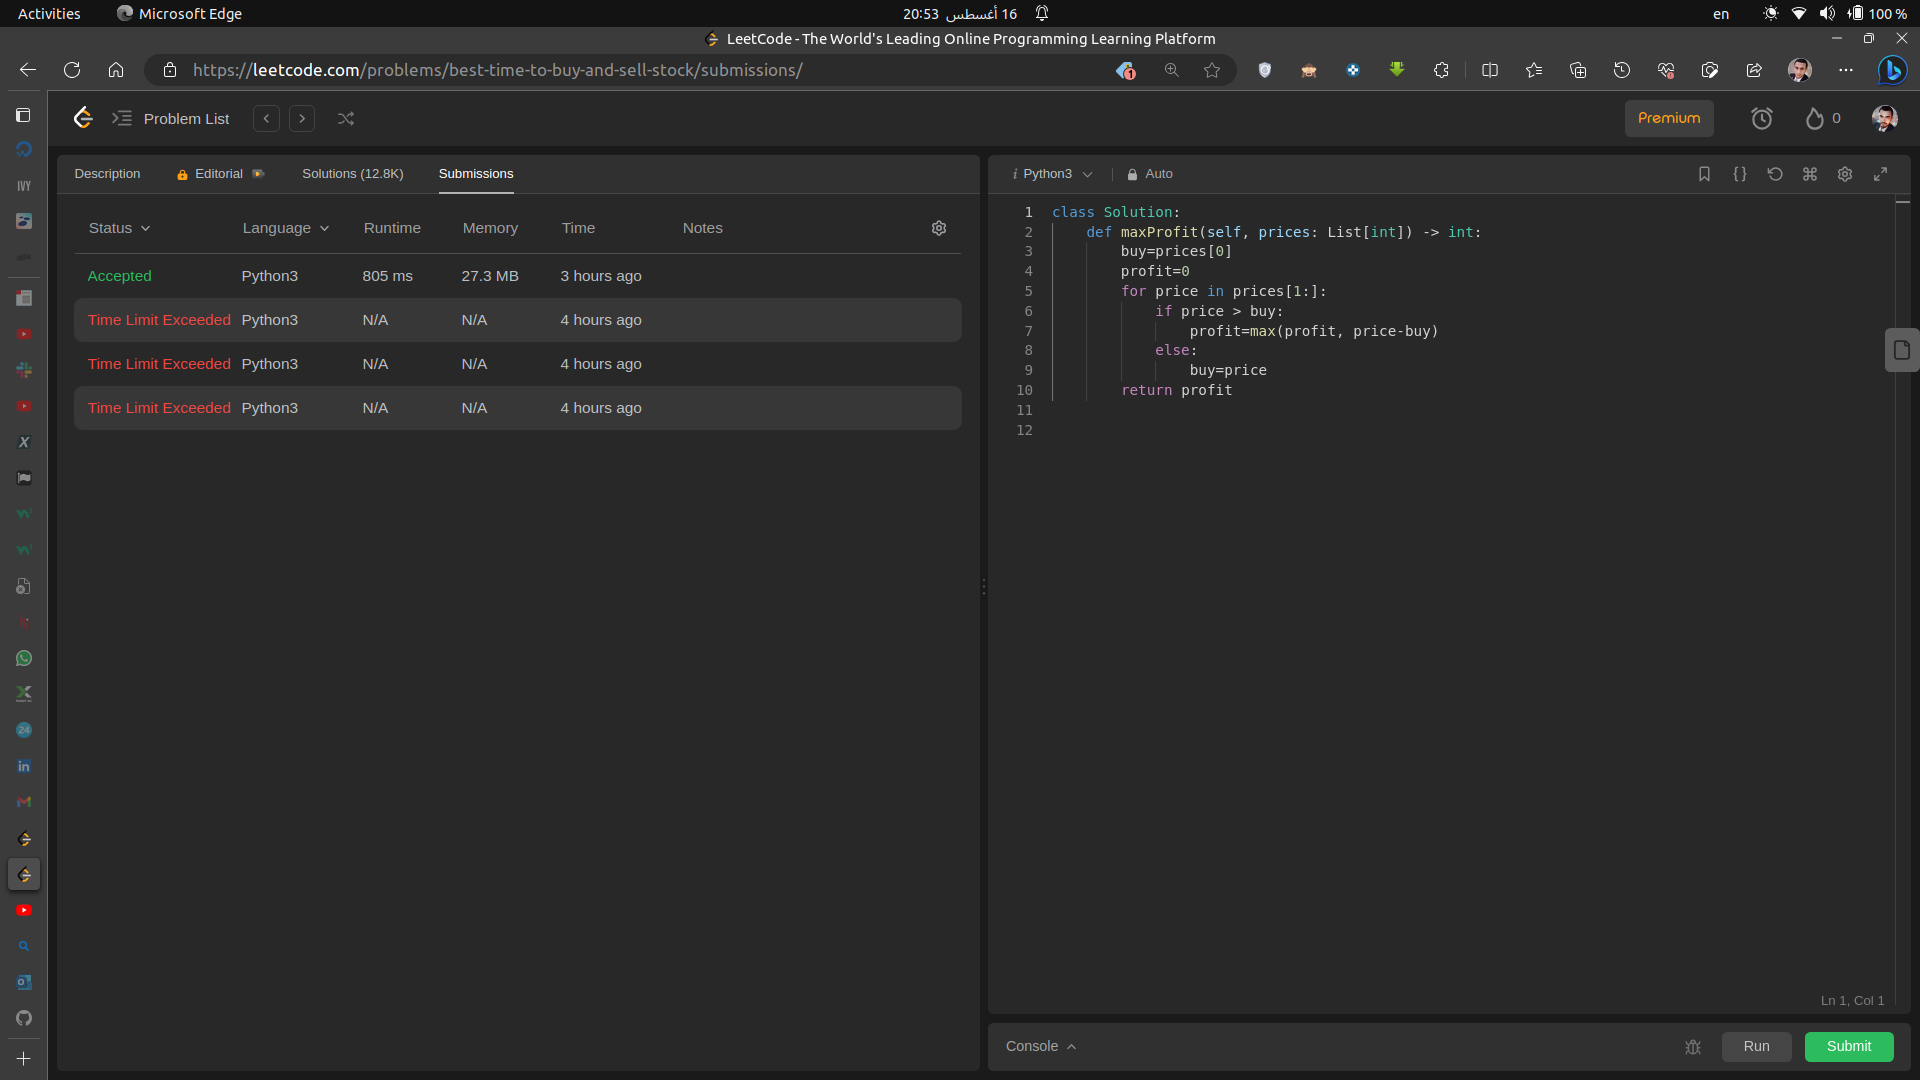 Activities
Microsoft Edge
20:53 16 أغسطس
en
100 %
LeetCode - The World's Leading Online Programming Learning Platform
https://leetcode.com/problems/best-time-to-buy-and-sell-stock/submissions/
1
Problem List
Premium
0
Description
Editorial
Solutions (12.8K)
Submissions
Status
Language
Runtime
Memory
Time
Notes
Accepted Python3 805 ms 27.3 MB 3 hours ago
Time Limit Exceeded Python3 N/A N/A 4 hours ago
Time Limit Exceeded Python3 N/A N/A 4 hours ago
Time Limit Exceeded Python3 N/A N/A 4 hours ago
i Python3
Auto
1 class Solution:
2 def maxProfit(self, prices: List[int]) -> int:
3 buy=prices[0]
4 profit=0
5 for price in prices[1:]:
6 if price > buy:
7 profit=max(profit, price-buy)
8 else:
9 buy=price
10 return profit
11
12
Ln 1, Col 1
Console
Run
Submit
IVY
24
in